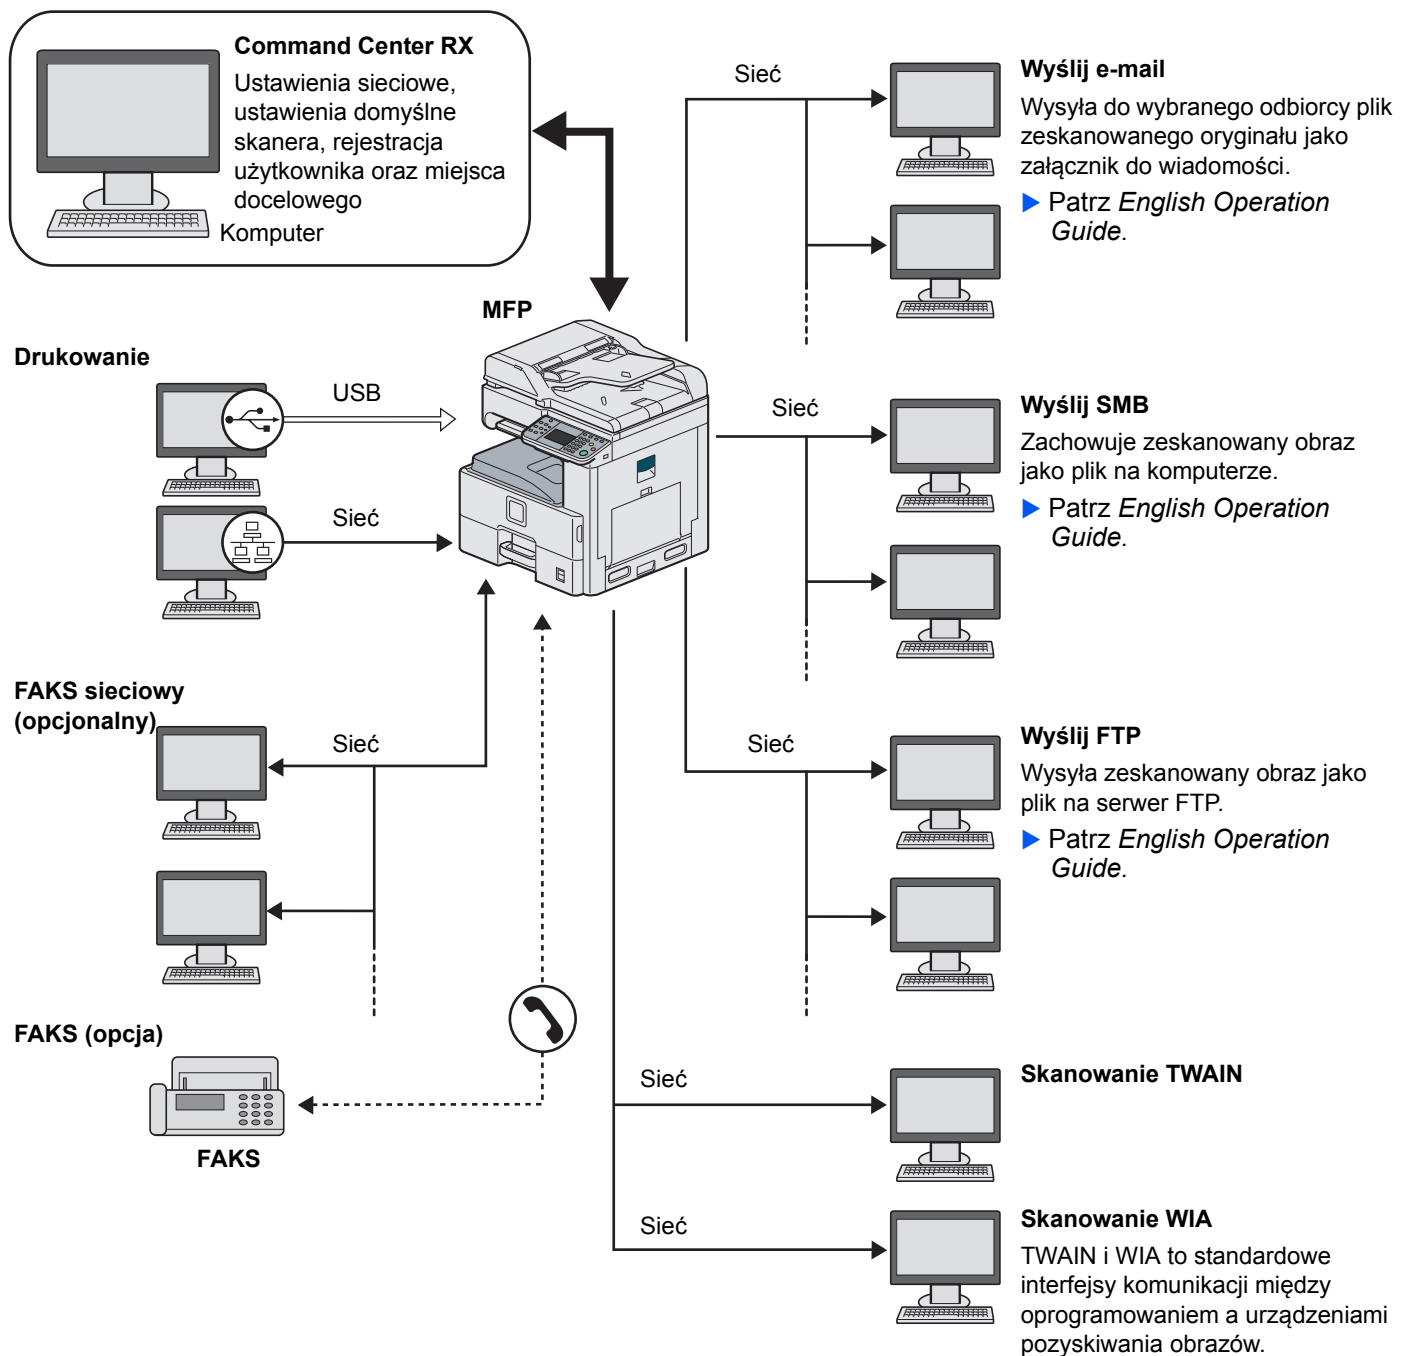 Command Center RX
Ustawienia sieciowe,
ustawienia domyślne
skanera, rejestracja
użytkownika oraz miejsca
docelowego
Komputer
MFP
Drukowanie
USB
Sieć
FAKS sieciowy
(opcjonalny)
Sieć
FAKS (opcja)
FAKS
Sieć
Wyślij e-mail
Wysyła do wybranego odbiorcy plik
zeskanowanego oryginału jako
załącznik do wiadomości.
Patrz English Operation
Guide.
Sieć
Wyślij SMB
Zachowuje zeskanowany obraz
jako plik na komputerze.
Patrz English Operation
Guide.
Sieć
Wyślij FTP
Wysyła zeskanowany obraz jako
plik na serwer FTP.
Patrz English Operation
Guide.
Sieć
Skanowanie TWAIN
Sieć
Skanowanie WIA
TWAIN i WIA to standardowe
interfejsy komunikacji między
oprogramowaniem a urządzeniami
pozyskiwania obrazów.